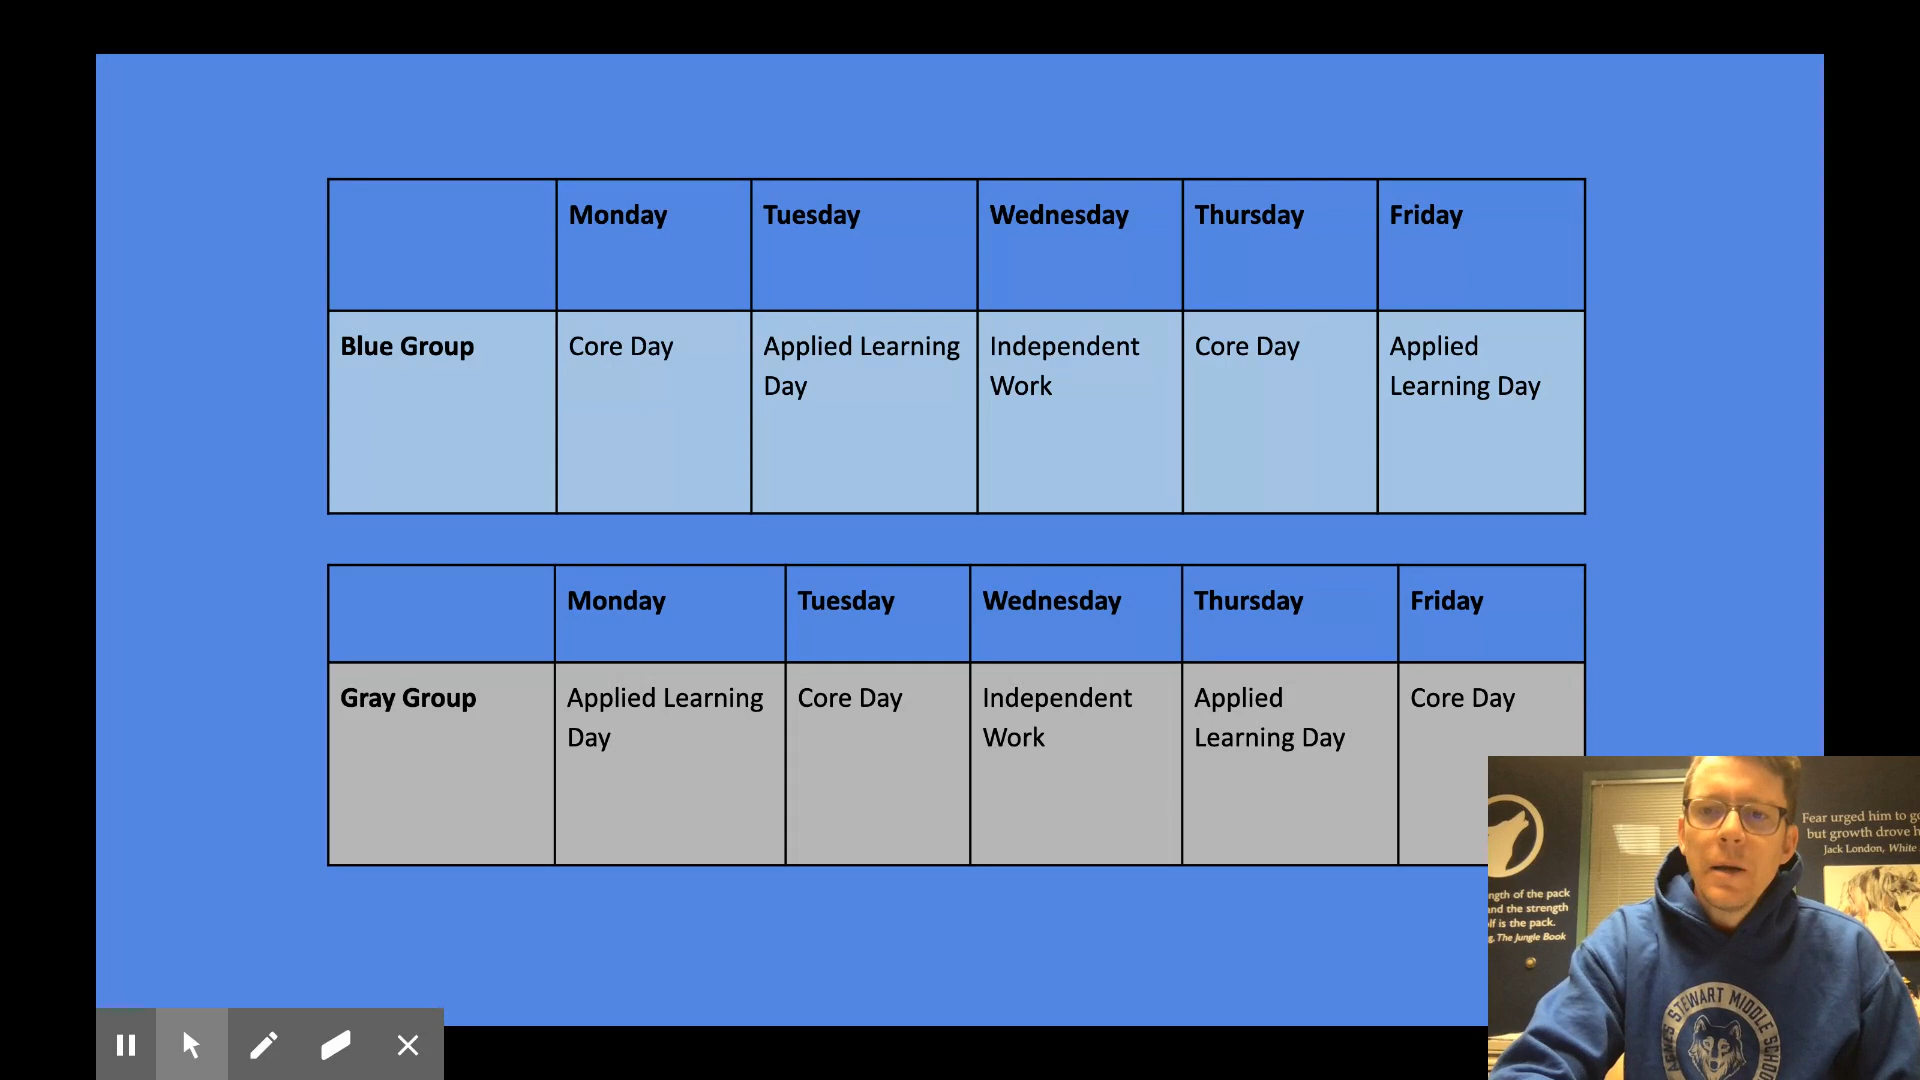 Monday Tuesday Wednesday Thursday Friday
Blue Group Core Day Applied Learning Independent Core Day Applied
Day Work Learning Day
Monday Tuesday Wednesday Thursday Friday
Gray Group Applied Learning Core Day Independent Applied Core Day
Day Work Learning Day
Fear urged him to
but growth drove
Jack London, White
of the pack
and the strength
is the pack.
The Jungle Book
STEWART MIDDLE